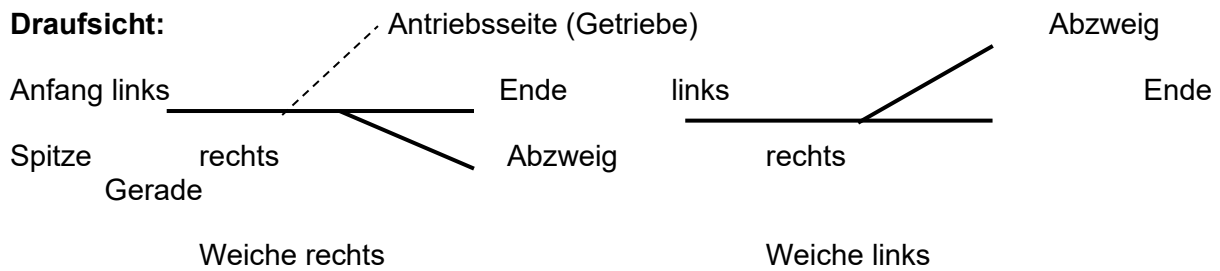 Draufsicht: Antriebsseite (Getriebe) Abzweig
Anfang links Ende links Ende
Spitze rechts Abzweig rechts
Gerade
Weiche rechts Weiche links